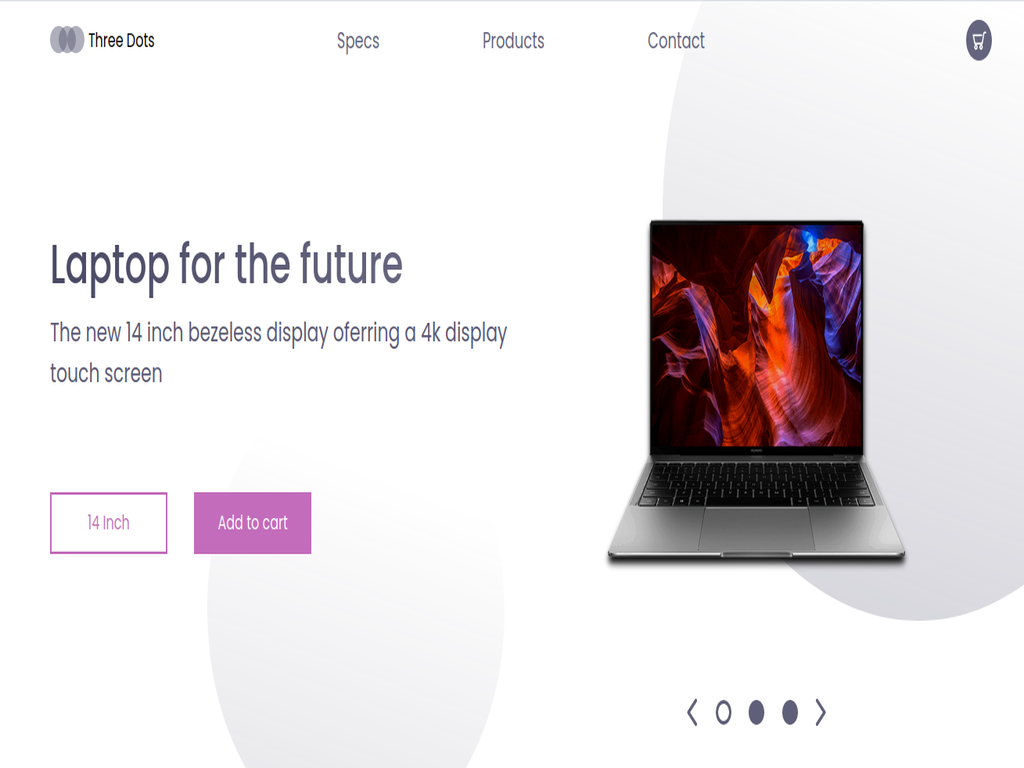 Three Dots
Specs
Products
Contact
Laptop for the future
The new 14 inch bezeless display oferring a 4k display
touch screen
14 Inch
Add to cart